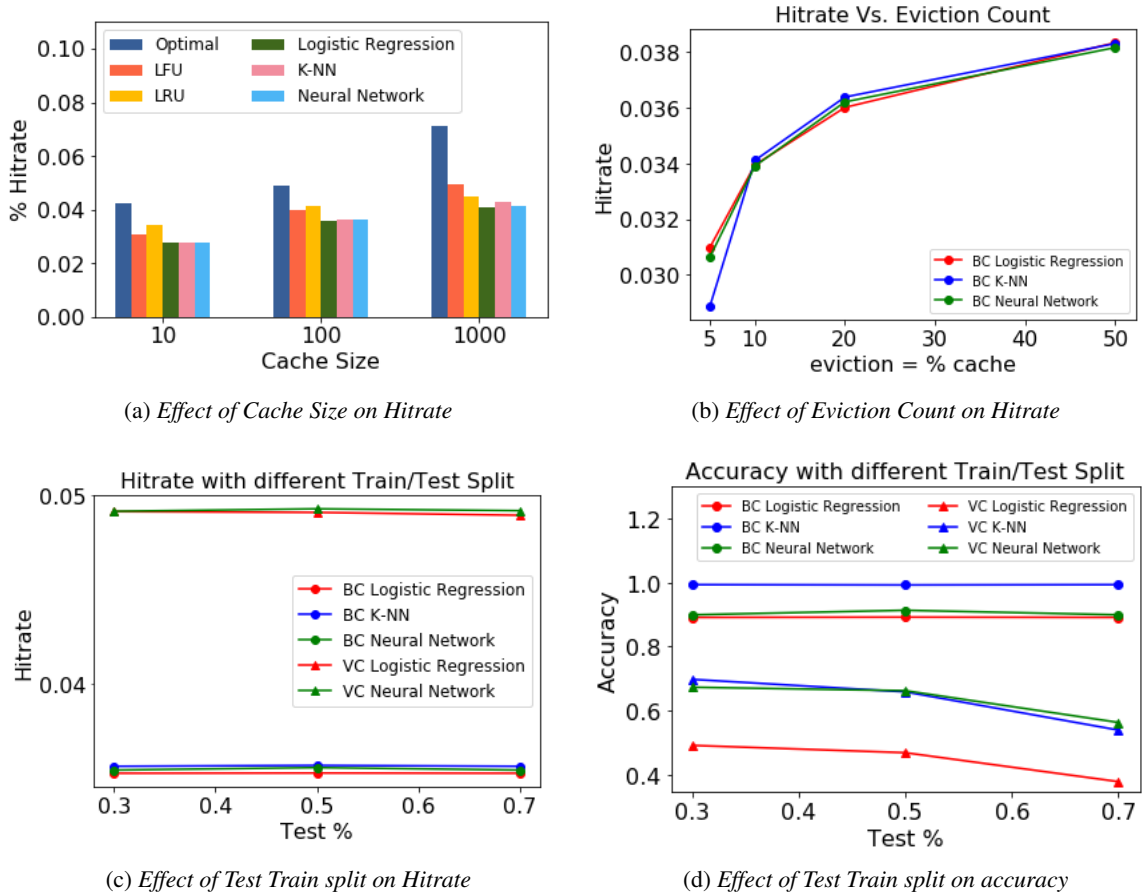 % Hitrate
0.10
0.08
0.06
0.04
0.02
0.00
Optimal
LFU
LRU
Logistic Regression
K-NN
Neural Network
10
100
1000
Cache Size
(a) Effect of Cache Size on Hitrate
Hitrate Vs. Eviction Count
Hitrate
0.038
0.036
0.034
0.032
0.030
BC Logistic Regression
BC K-NN
BC Neural Network
5
10
20
30
40
50
eviction = % cache
(b) Effect of Eviction Count on Hitrate
Hitrate with different Train/Test Split
Hitrate
0.05
0.04
BC Logistic Regression
BC K-NN
BC Neural Network
VC Logistic Regression
VC Neural Network
0.3
0.4
0.5
0.6
0.7
Test %
(c) Effect of Test Train split on Hitrate
Accuracy with different Train/Test Split
Accuracy
1.2
1.0
0.8
0.6
0.4
BC Logistic Regression
BC K-NN
BC Neural Network
VC Logistic Regression
VC K-NN
VC Neural Network
0.3
0.4
0.5
0.6
0.7
Test %
(d) Effect of Test Train split on accuracy